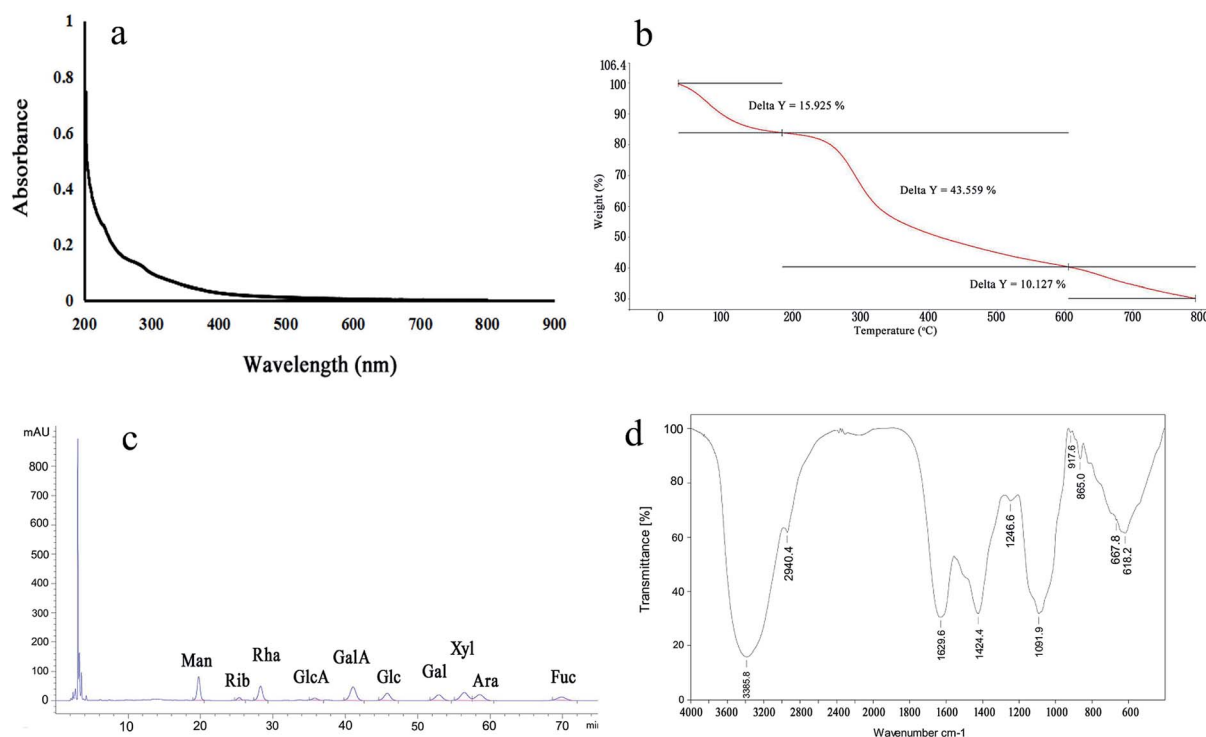 a
1
0.8
0.6
0.4
0.2
0
Absorbance
200 300 400 500 600 700 800 900
Wavelength (nm)
b
106.4
100
90
80
70
60
50
40
30
Weight (%)
Delta Y = 15.925 %
Delta Y = 43.559 %
Delta Y = 10.127 %
0 100 200 300 400 500 600 700 800
Temperature (°C)
c
mAU
800
700
600
500
400
300
200
100
0
Man
Rib
Rha
GlcA
GalA
Glc
Gal
Xyl
Ara
Fuc
10 20 30 40 50 60 70
d
100
80
60
40
20
0
Transmittance [%]
3385.8
2940.4
1629.6
1424.4
1246.6
1091.9
917.6
865.0
667.8
618.2
4000 3600 3200 2800 2400 2000 1800 1600 1400 1200 1000 800 600
Wavenumber cm-1